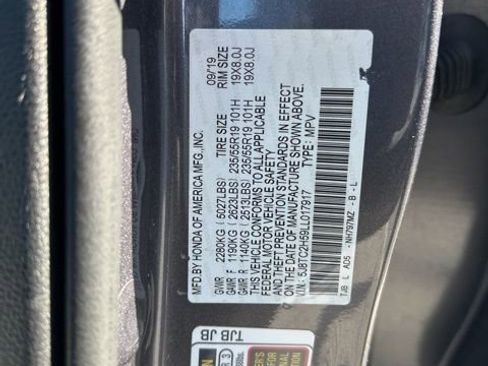 MFD.BY HONDA OF AMERICA MFG.,INC. 09/19
TIRE SIZE RIM SIZE
GVWR 2280KG (5027LBS)
GAWR F 1190KG (2623LBS) 235/55R19 101H 19X8.0J
GAWR R 1140KG (2513LBS) 235/55R19 101H 19X8.0J
THIS VEHICLE CONFORMS TO ALL APPLICABLE
FEDERAL MOTOR VEHICLE SAFETY
AND THEFT PREVENTION STANDARDS IN EFFECT
ON THE DATE OF MANUFACTURE SHOWN ABOVE.
V.I.N.: 5J8TC2H59LL017917 TYPE: MPV
TJB L AD5 -NH797MZ - B - L
TJB JB